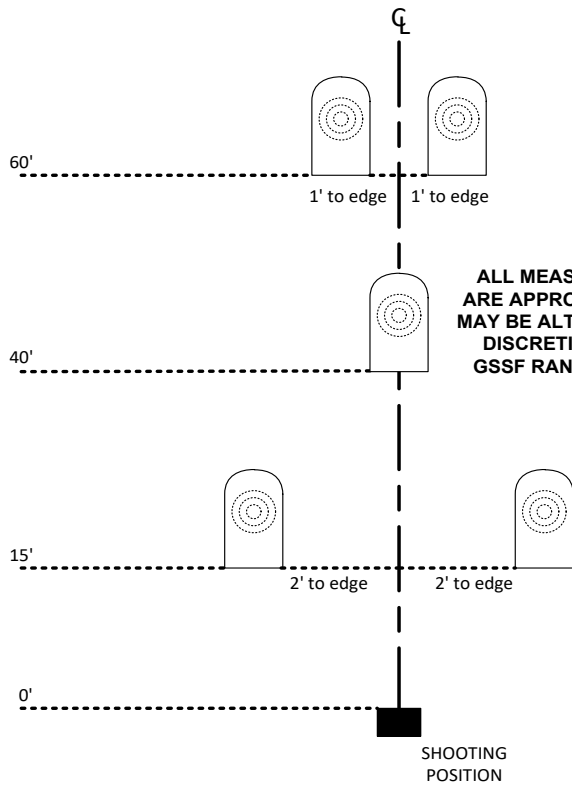 ℄
60'
1' to edge 1' to edge
ALL MEAS
ARE APPRO
MAY BE ALT
DISCRETI
GSSF RAN
40'
15'
2' to edge 2' to edge
0'
SHOOTING
POSITION